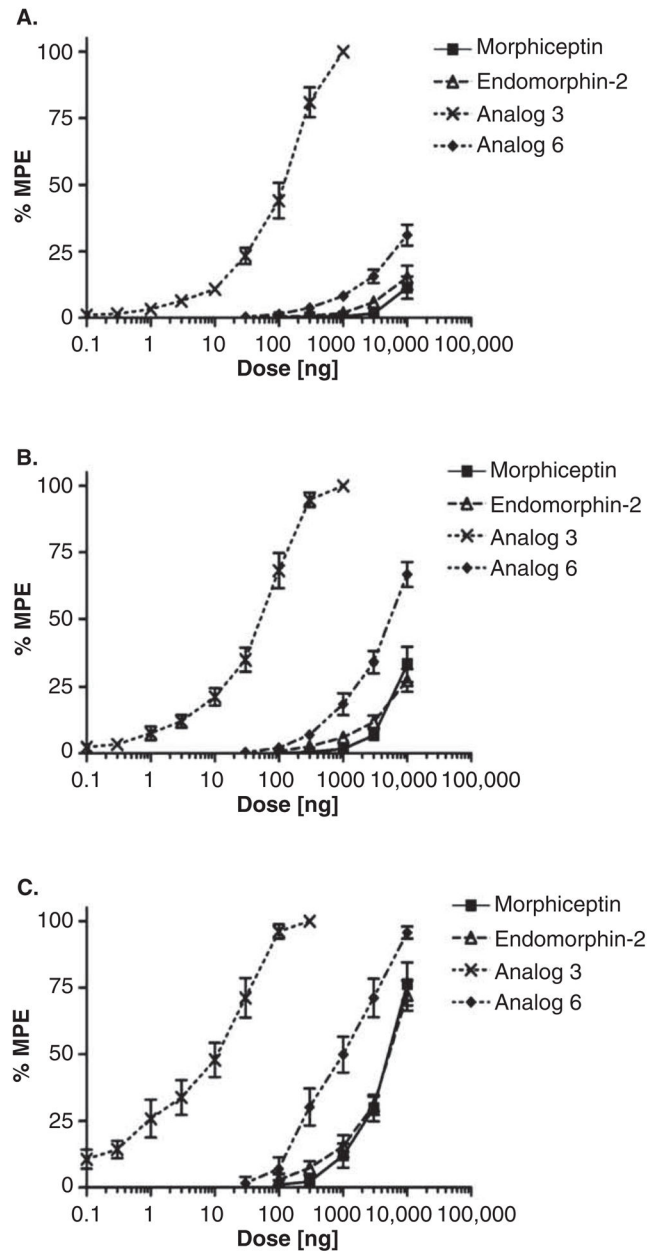 A.
Morphiceptin
Endomorphin-2
Analog 3
Analog 6
% MPE
100
75
50
25
0
0.1 1 10 100 1000 10,000 100,000
Dose [ng]
B.
Morphiceptin
Endomorphin-2
Analog 3
Analog 6
% MPE
100
75
50
25
0
0.1 1 10 100 1000 10,000 100,000
Dose [ng]
C.
Morphiceptin
Endomorphin-2
Analog 3
Analog 6
% MPE
100
75
50
25
0
0.1 1 10 100 1000 10,000 100,000
Dose [ng]